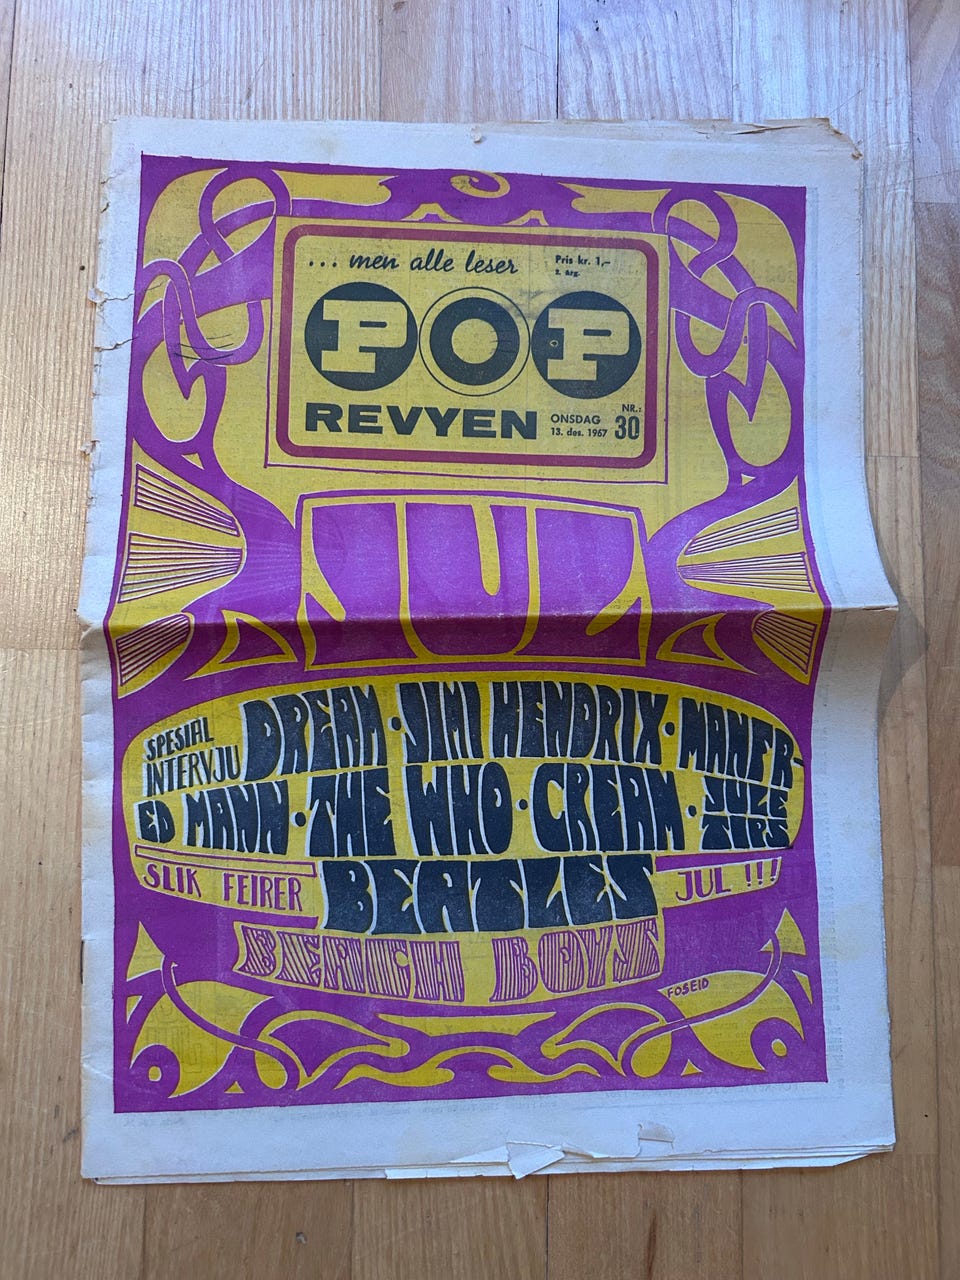 ... men alle leser
Pris kr. 1,-
2. årg.
POP
REVYEN
ONSDAG
13. des. 1967
NR.:
30
JUL
SPESIAL
INTERVJU
DREAM · JIMI HENDRIX · MANFR-
ED MANN · THE WHO · CREAM ·
JULE
TIPS
SLIK FEIRER
BEATLES
JUL !!!
BEACH BOYS
FOSEID